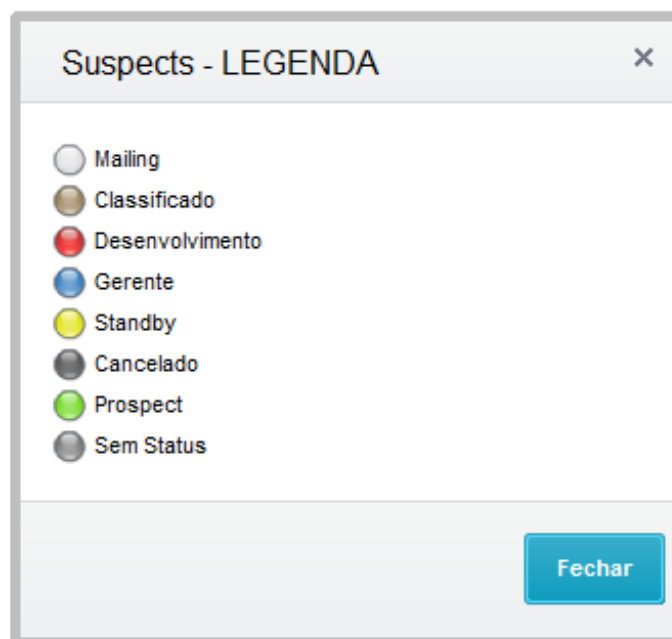 Suspects - LEGENDA
Mailing
Classificado
Desenvolvimento
Gerente
Standby
Cancelado
Prospect
Sem Status
Fechar